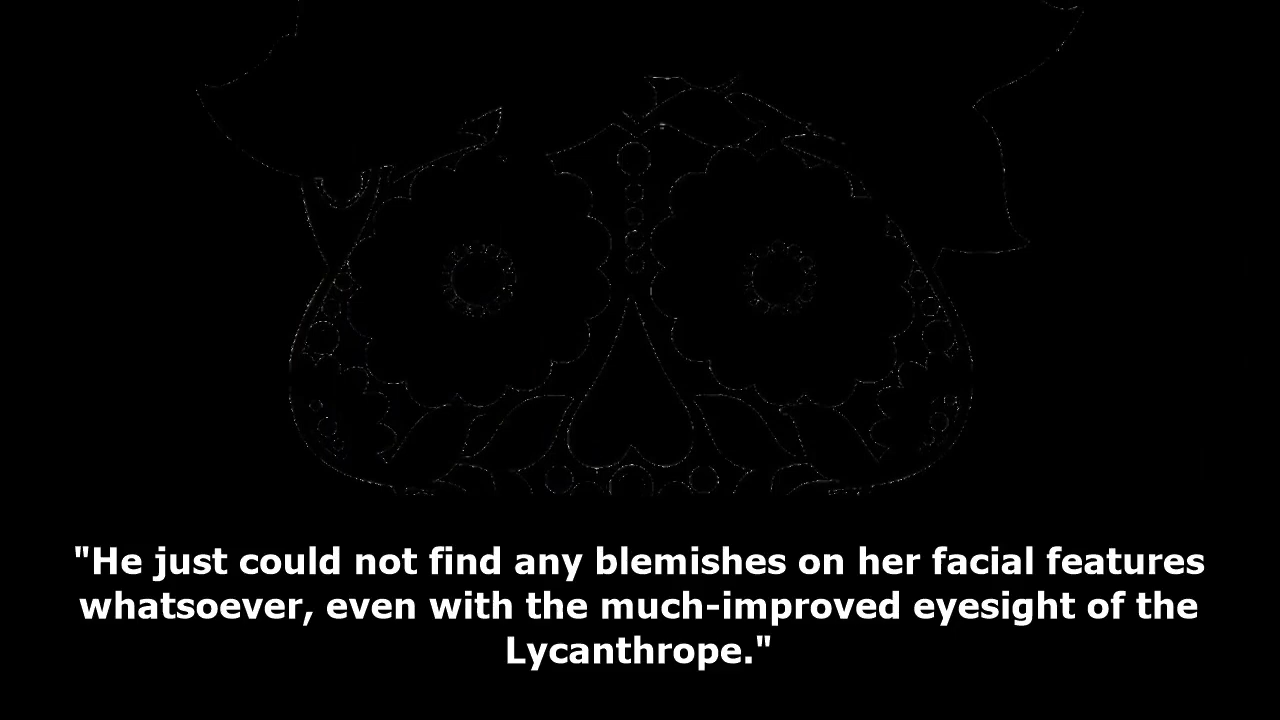 "He just could not find any blemishes on her facial features
whatsoever, even with the much-improved eyesight of the
Lycanthrope."